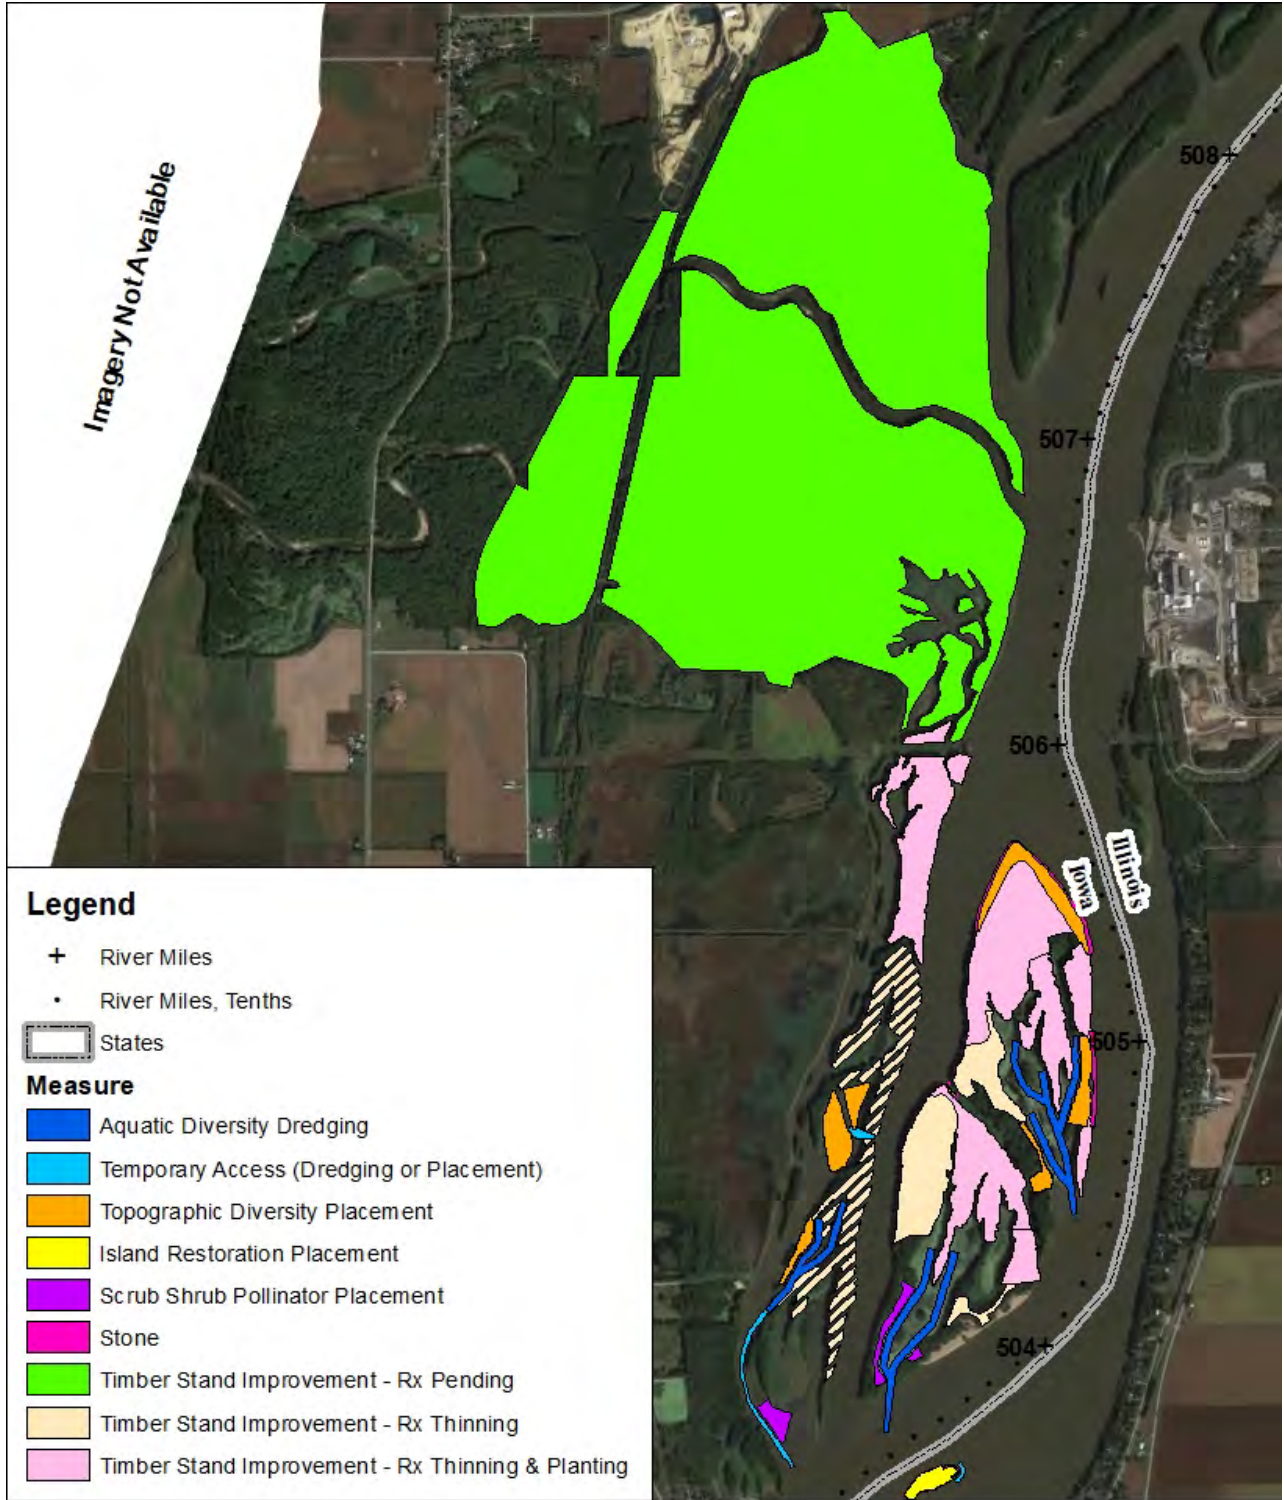 508+
Imagery Not Available
507+
506+
Illinois
Iowa
505+
504+
Legend
+ River Miles
· River Miles, Tenths
States
Measure
Aquatic Diversity Dredging
Temporary Access (Dredging or Placement)
Topographic Diversity Placement
Island Restoration Placement
Scrub Shrub Pollinator Placement
Stone
Timber Stand Improvement - Rx Pending
Timber Stand Improvement - Rx Thinning
Timber Stand Improvement - Rx Thinning & Planting